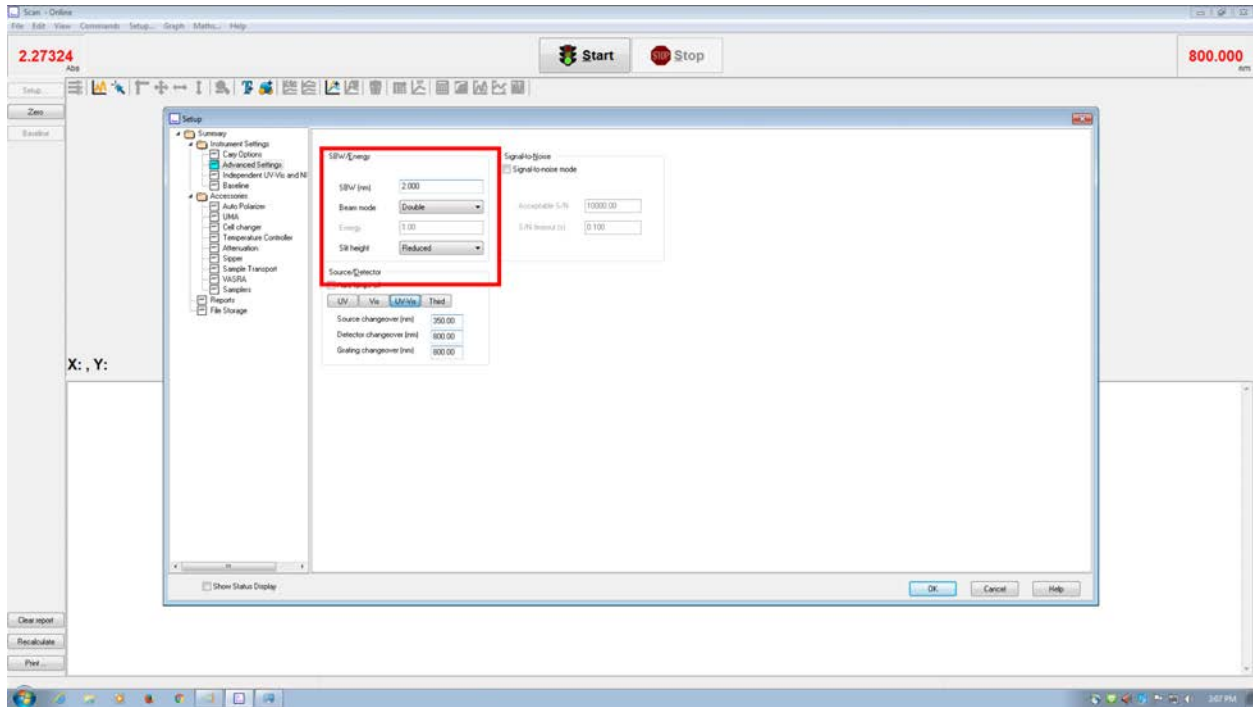 Scan - Online
File Edit View Commands Setup... Graph Maths... Help
2.27324
Abs
Start
Stop
800.000
nm
Setup...
Zero
Baseline
Setup
Summary
Instrument Settings
Cary Options
Advanced Settings
Independent UV-Vis and NI
Baseline
Accessories
Auto Polarizer
UMA
Cell changer
Temperature Controller
Attenuation
Sipper
Sample Transport
VASRA
Samplers
Reports
File Storage
SBW/Energy
SBW (nm) 2.000
Beam mode Double
Energy 1.00
Slit height Reduced
Signal-to-Noise
Signal-to-noise mode
Acceptable S/N 10000.00
S/N timeout (s) 0.100
Source/Detector
UV Vis UV-Vis Third
Source changeover (nm) 350.00
Detector changeover (nm) 800.00
Grating changeover (nm) 800.00
X: , Y:
Show Status Display
OK Cancel Help
Clear report
Recalculate
Print...
3:07 PM